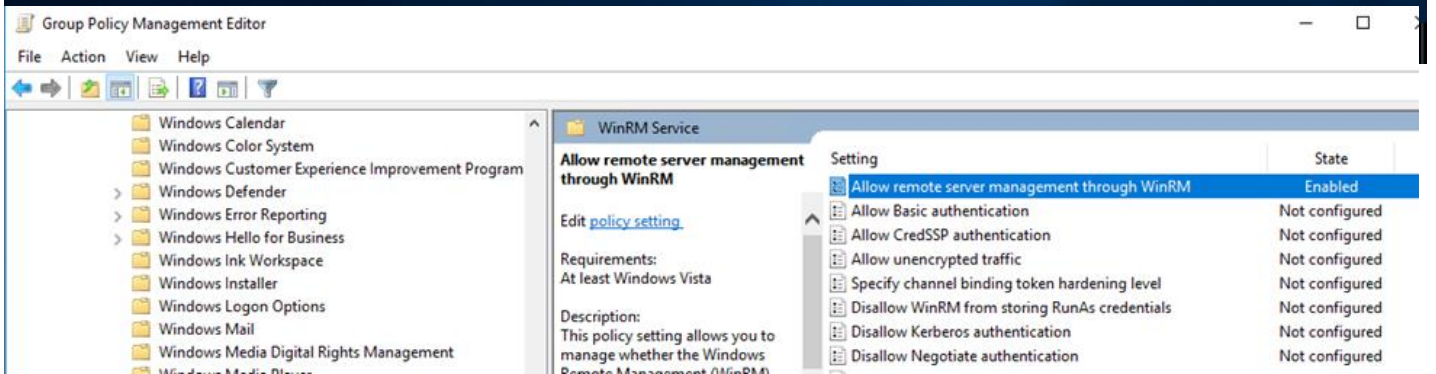 Group Policy Management Editor
File Action View Help
Windows Calendar
Windows Color System
Windows Customer Experience Improvement Program
Windows Defender
Windows Error Reporting
Windows Hello for Business
Windows Ink Workspace
Windows Installer
Windows Logon Options
Windows Mail
Windows Media Digital Rights Management
Windows Media Player
WinRM Service
Allow remote server management
through WinRM
Edit policy setting
Requirements:
At least Windows Vista
Description:
This policy setting allows you to
manage whether the Windows
Remote Management (WinRM)
Setting State
Allow remote server management through WinRM Enabled
Allow Basic authentication Not configured
Allow CredSSP authentication Not configured
Allow unencrypted traffic Not configured
Specify channel binding token hardening level Not configured
Disallow WinRM from storing RunAs credentials Not configured
Disallow Kerberos authentication Not configured
Disallow Negotiate authentication Not configured